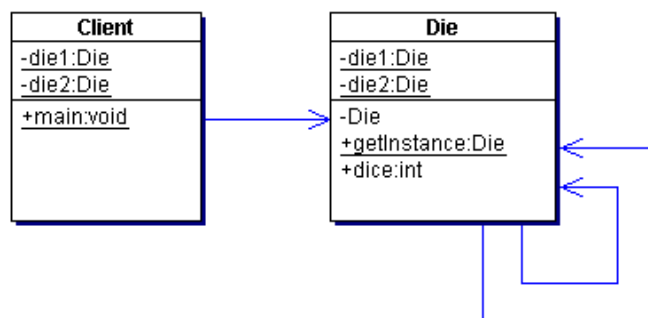 Client
-die1:Die
-die2:Die
+main:void
Die
-die1:Die
-die2:Die
-Die
+getInstance:Die
+dice:int